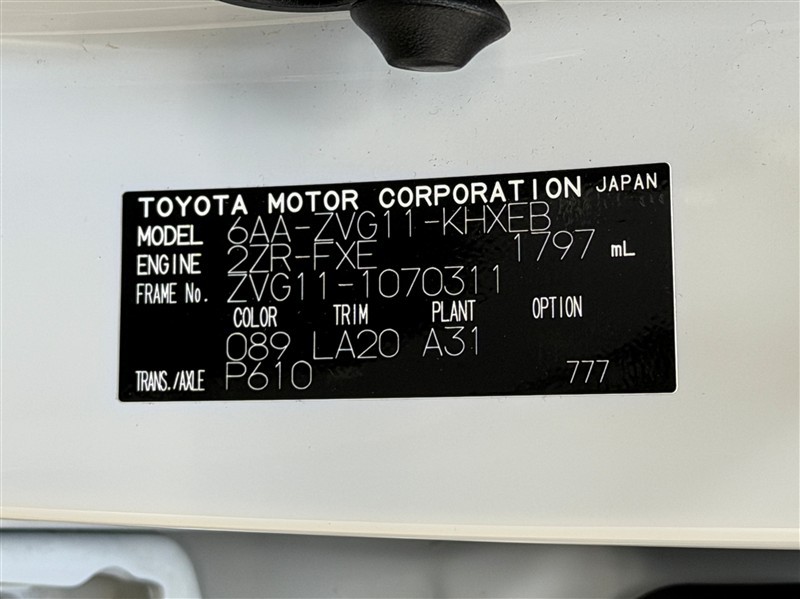 TOYOTA MOTOR CORPORATION JAPAN
MODEL 6AA-ZVG11-KHXEB
ENGINE 2ZR-FXE 1797 mL
FRAME No. ZVG11-1070311
COLOR TRIM PLANT OPTION
089 LA20 A31
TRANS./AXLE P610 777